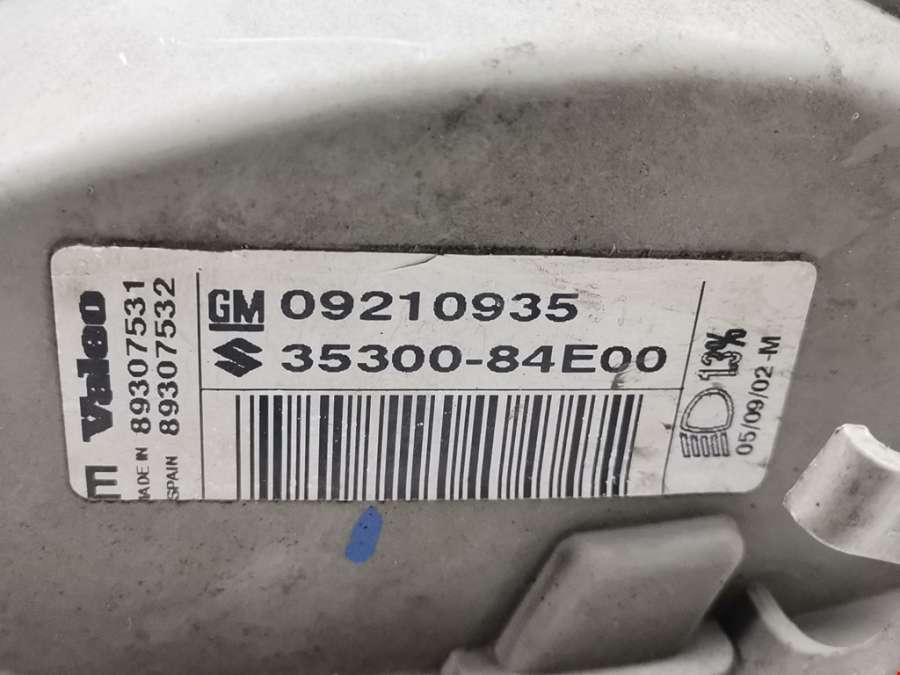 Valeo
MADE IN 89307531
SPAIN 89307532
GM 09210935
35300-84E00
1.3%
05/09/02-M